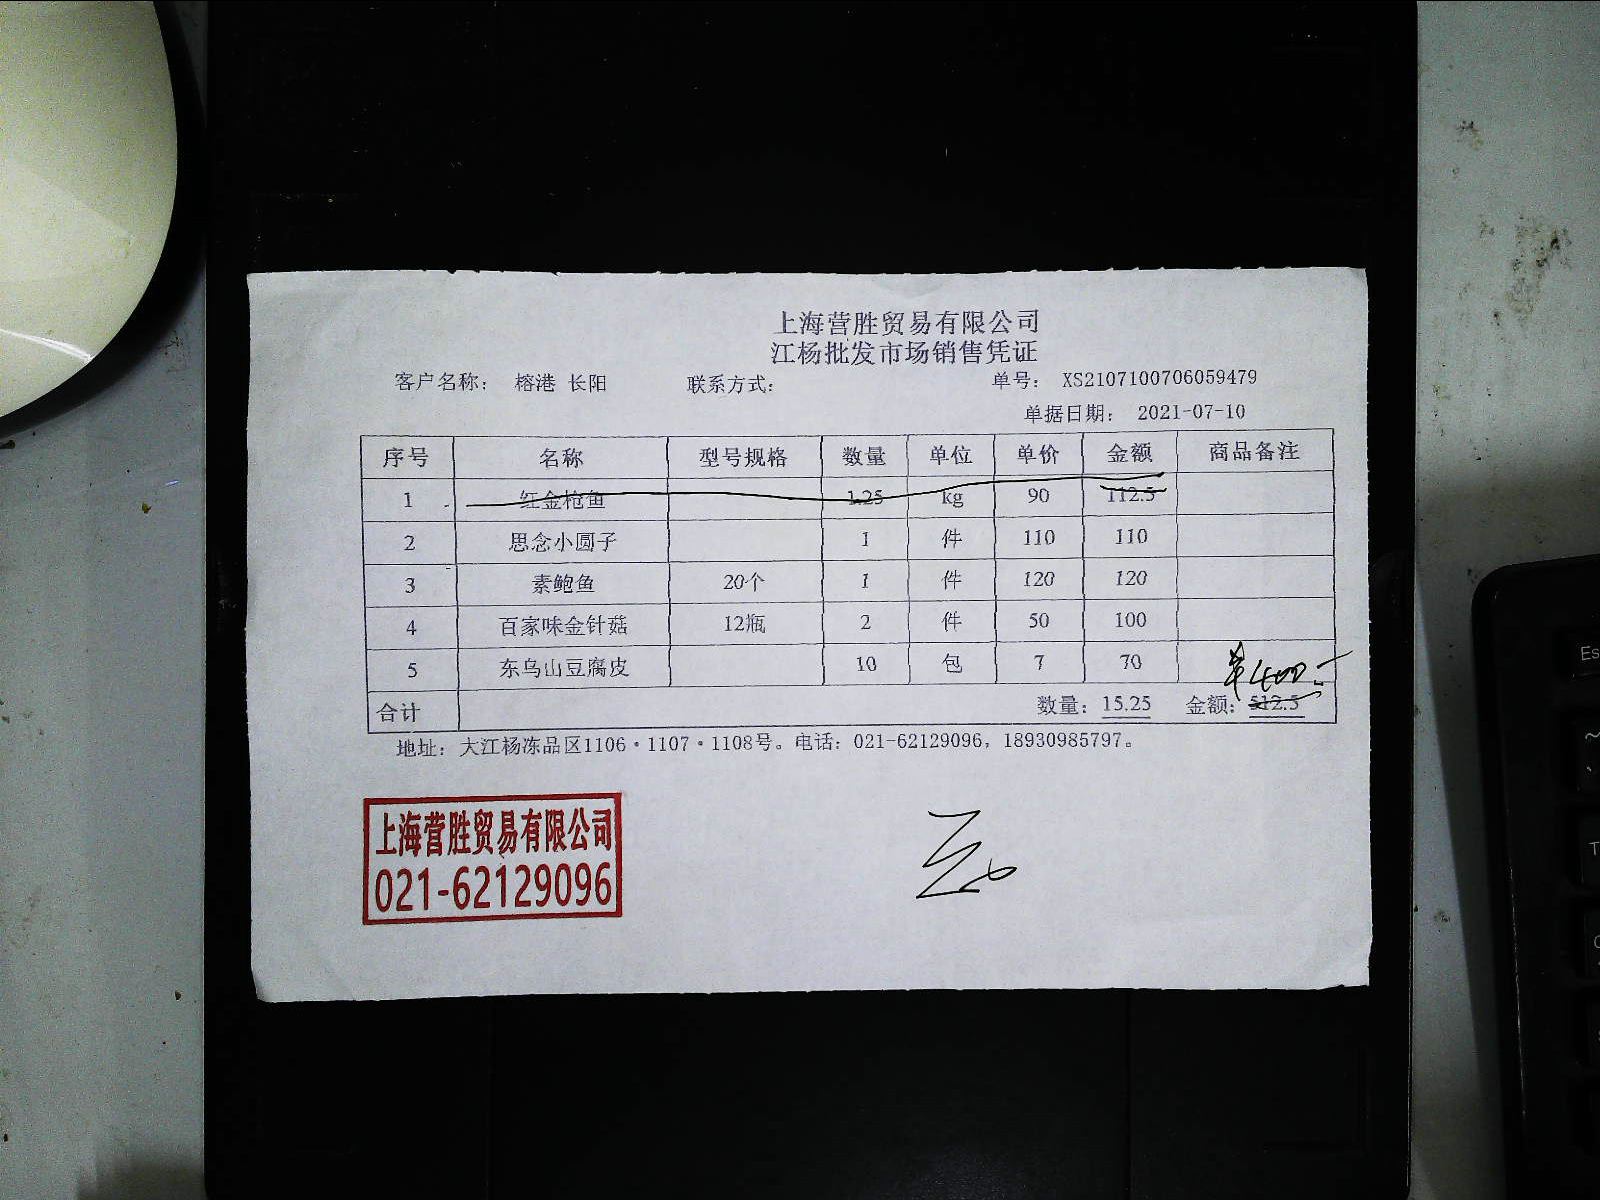 上海营胜贸易有限公司
江杨批发市场销售凭证
客户名称： 榕港 长阳 联系方式： 单号： XS2107100706059479
单据日期： 2021-07-10
序号 名称 型号规格 数量 单位 单价 金额 商品备注
1 红金枪鱼 1.25 kg 90 112.5
2 思念小圆子 1 件 110 110
3 素鲍鱼 20个 1 件 120 120
4 百家味金针菇 12瓶 2 件 50 100
5 东乌山豆腐皮 10 包 7 70
400
合计 数量：15.25 金额：512.5
地址：大江杨冻品区1106·1107·1108号。电话：021-62129096，18930985797。
上海营胜贸易有限公司
021-62129096
Es